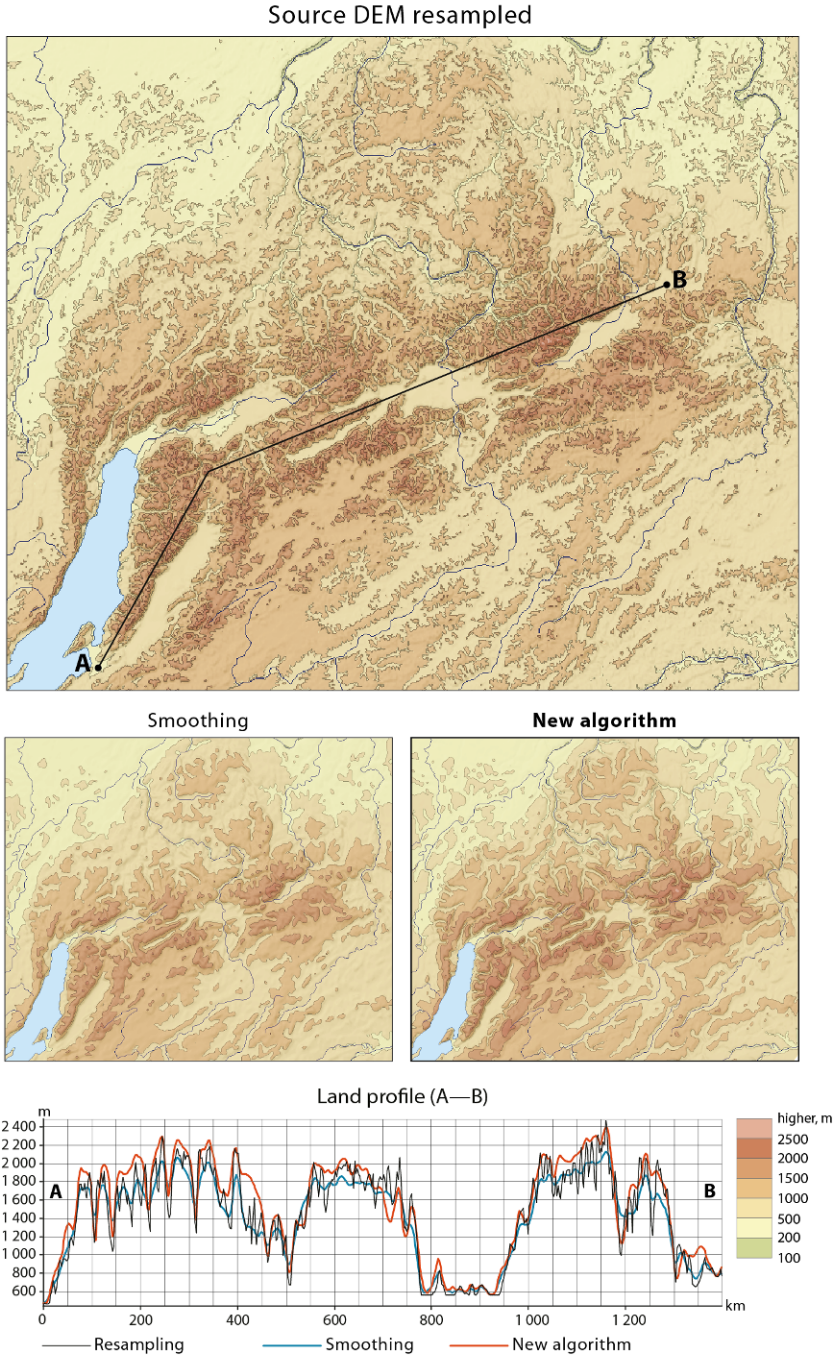 Source DEM resampled
B
A
Smoothing
New algorithm
Land profile (A—B)
m
higher, m
2 400
2 200
2 000
1 800
1 600
1 400
1 200
1 000
800
600
A
B
2500
2000
1500
1000
500
200
100
0
200
400
600
800
1 000
1 200
km
Resampling
Smoothing
New algorithm